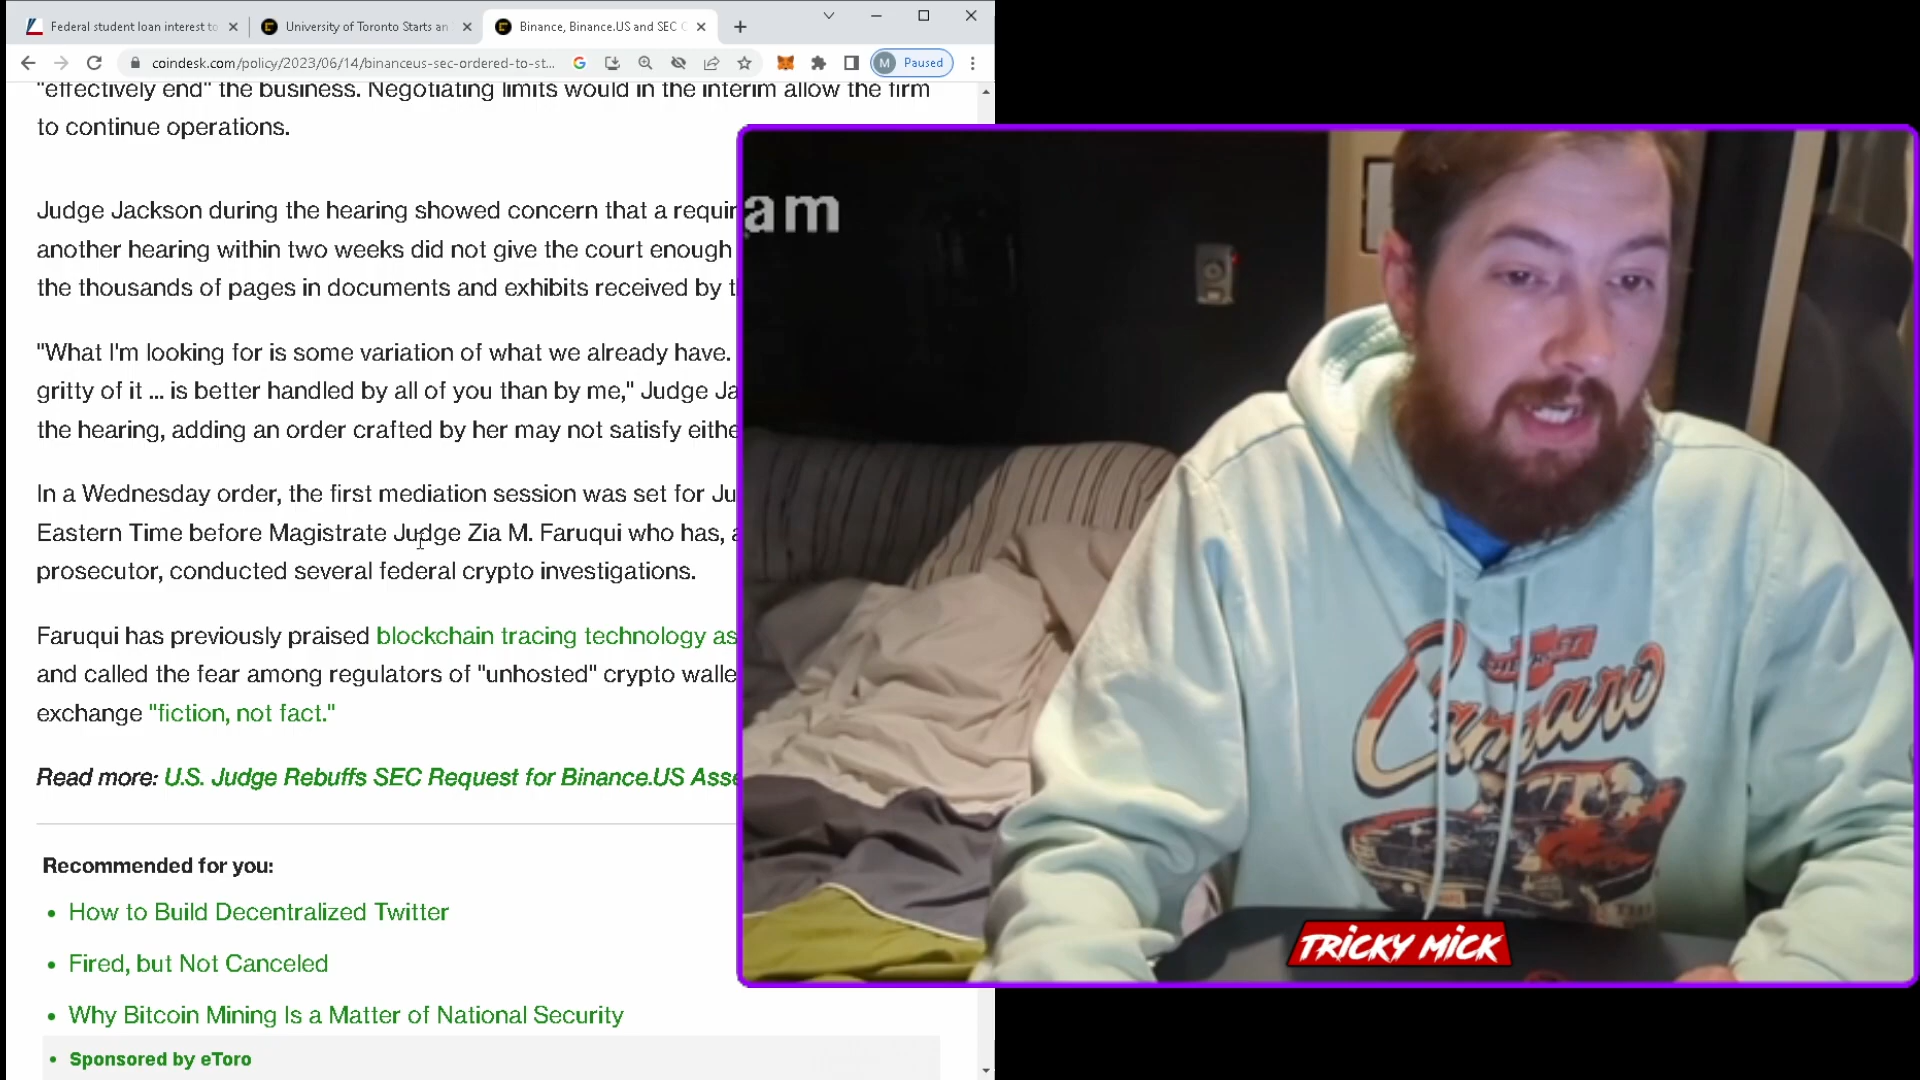 Federal student loan interest to
University of Toronto Starts an
Binance, Binance.US and SEC
coindesk.com/policy/2023/06/14/binanceus-sec-ordered-to-st...
M Paused
"effectively end" the business. Negotiating limits would in the interim allow the firm
to continue operations.
Judge Jackson during the hearing showed concern that a requir
another hearing within two weeks did not give the court enough
the thousands of pages in documents and exhibits received by t
"What I'm looking for is some variation of what we already have.
gritty of it ... is better handled by all of you than by me," Judge Ja
the hearing, adding an order crafted by her may not satisfy eithe
In a Wednesday order, the first mediation session was set for Ju
Eastern Time before Magistrate Judge Zia M. Faruqui who has, a
prosecutor, conducted several federal crypto investigations.
Faruqui has previously praised blockchain tracing technology as
and called the fear among regulators of "unhosted" crypto walle
exchange "fiction, not fact."
Read more: U.S. Judge Rebuffs SEC Request for Binance.US Asse
Recommended for you:
• How to Build Decentralized Twitter
• Fired, but Not Canceled
• Why Bitcoin Mining Is a Matter of National Security
• Sponsored by eToro
am
Camaro
TRICKY MICK